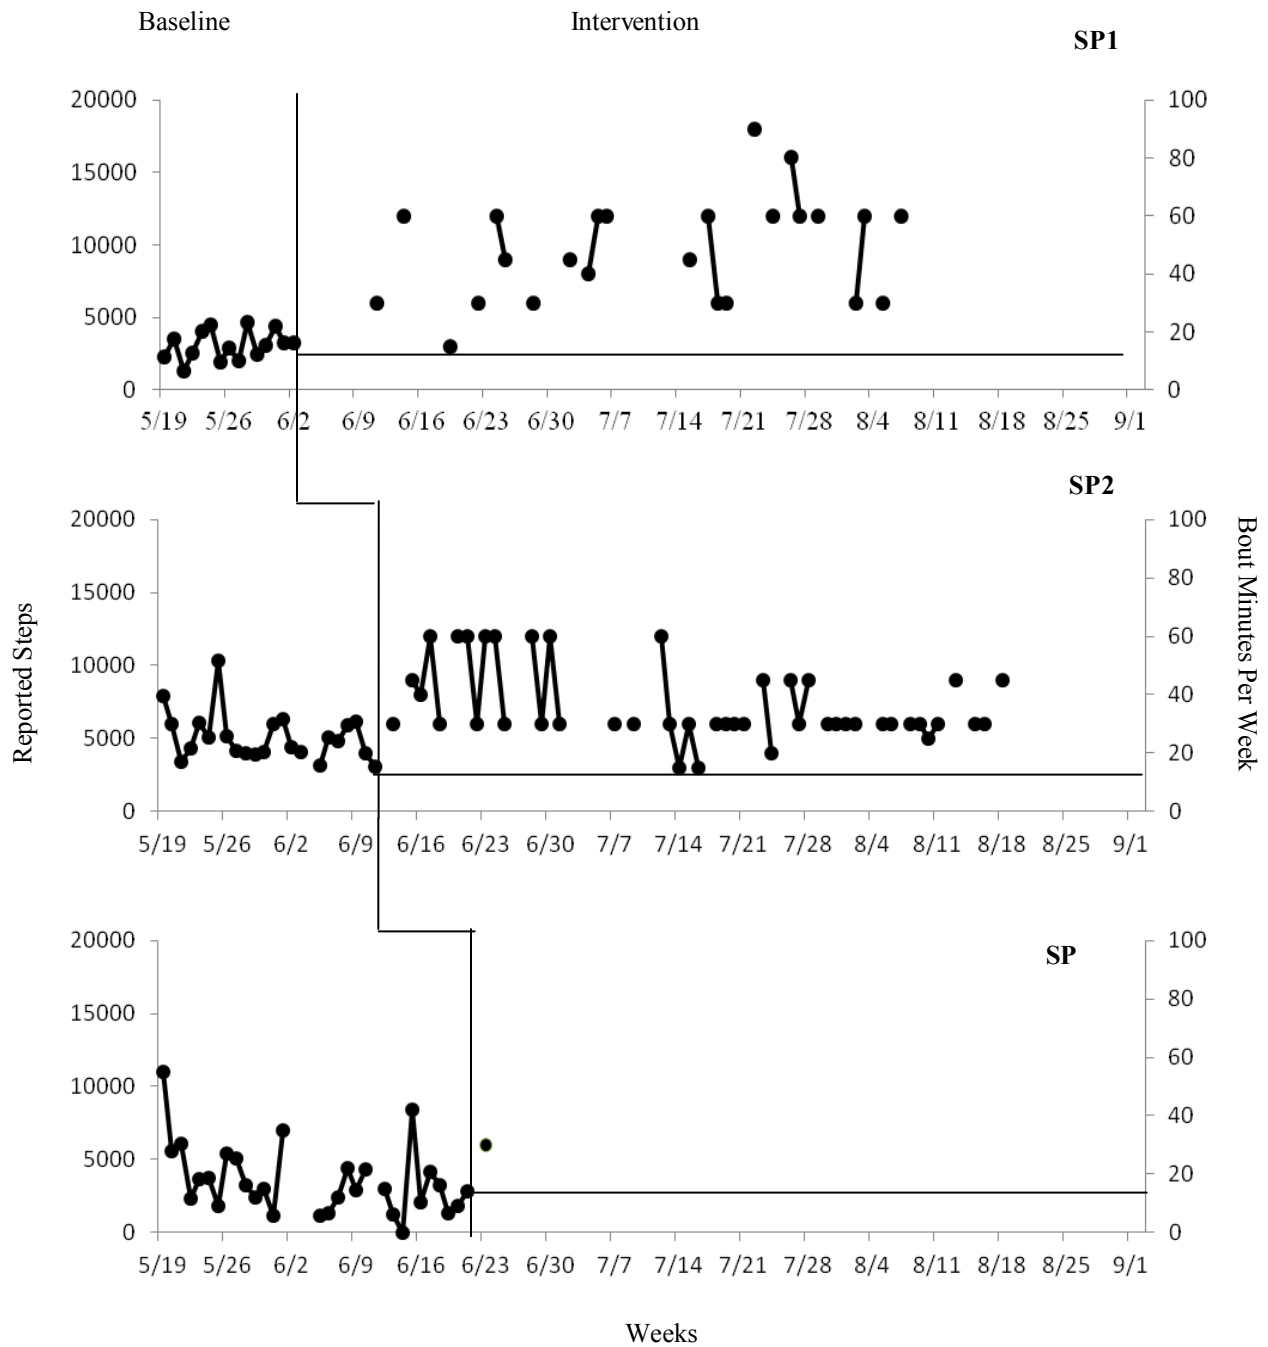 Baseline Intervention
SP1
20000 100
15000 80
10000 60
5000 40
0 20
0
5/19 5/26 6/2 6/9 6/16 6/23 6/30 7/7 7/14 7/21 7/28 8/4 8/11 8/18 8/25 9/1
SP2
20000 100
15000 80
10000 60
5000 40
0 20
0
5/19 5/26 6/2 6/9 6/16 6/23 6/30 7/7 7/14 7/21 7/28 8/4 8/11 8/18 8/25 9/1
Reported Steps
Bout Minutes Per Week
SP
20000 100
15000 80
10000 60
5000 40
0 20
0
5/19 5/26 6/2 6/9 6/16 6/23 6/30 7/7 7/14 7/21 7/28 8/4 8/11 8/18 8/25 9/1
Weeks